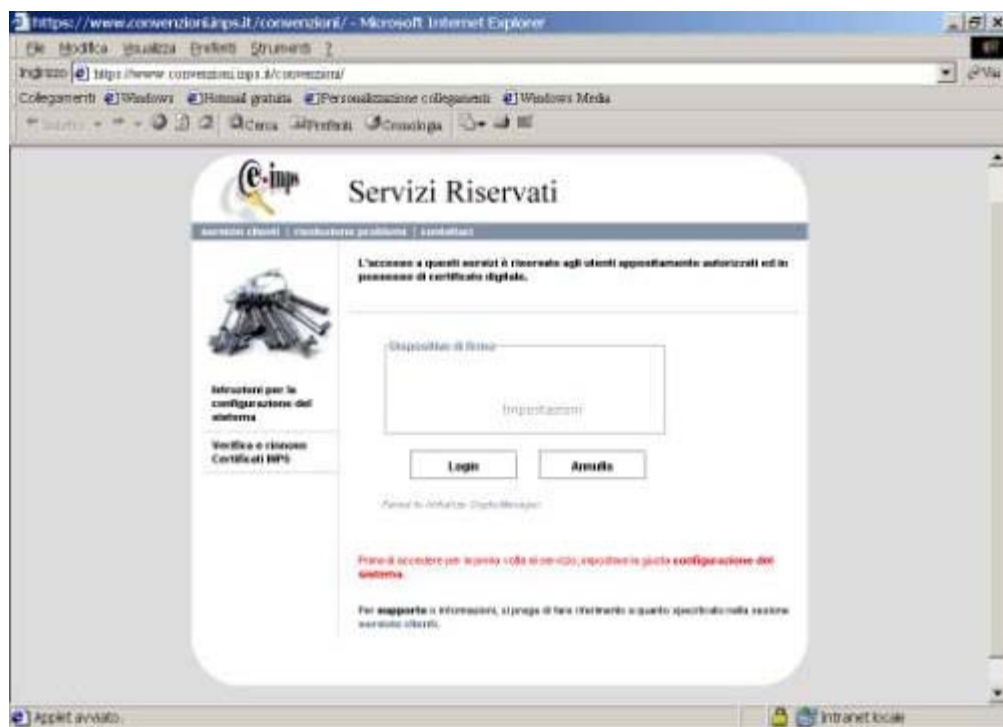 https://www.convenzioni.inps.it/convenzioni/ - Microsoft Internet Explorer
File Modifica Visualizza Preferiti Strumenti ?
Indirizzo https://www.convenzioni.inps.it/convenzioni/ Vai
Collegamenti Windows Hotmail gratuita Personalizzazione collegamenti Windows Media
Indietro Cerca Preferiti Cronologia
e-inps
Servizi Riservati
servizio clienti | risoluzione problemi | contattaci
L'accesso a questi servizi è riservato agli utenti appositamente autorizzati ed in
possesso di certificato digitale.
Dispositivo di firma
Impostazioni
Istruzioni per la
configurazione del
sistema
Verifica e rinnovo
Certificati INPS
Login Annulla
Prima di accedere per la prima volta al servizio, impostare la giusta configurazione del
sistema.
Per supporto o informazioni, si prega di fare riferimento a quanto specificato nella sezione
servizio clienti.
Applet avviato. Intranet locale